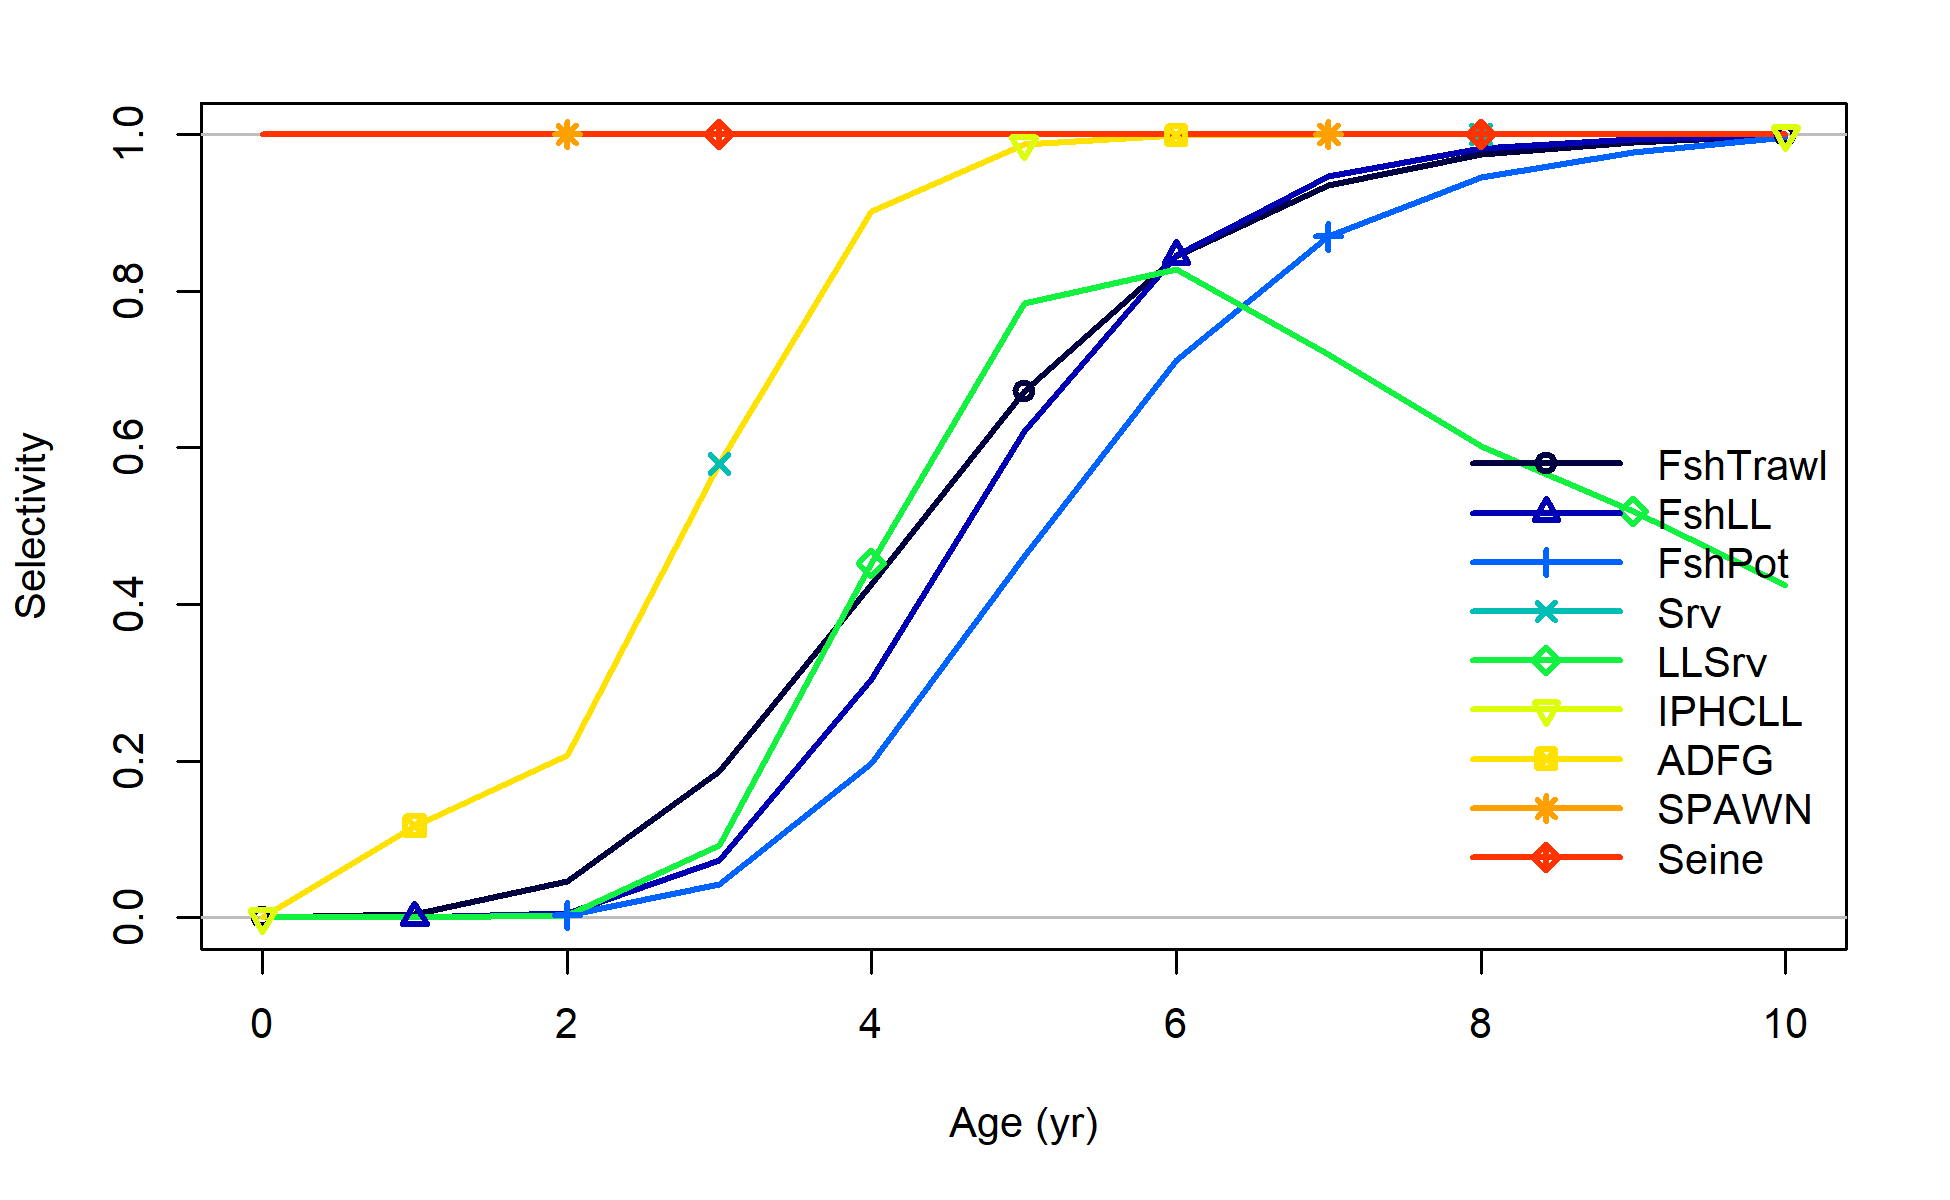 Selectivity
1.0
0.8
0.6
0.4
0.2
0.0
FshTrawl
FshLL
FshPot
Srv
LLSrv
IPHCLL
ADFG
SPAWN
Seine
0 2 4 6 8 10
Age (yr)